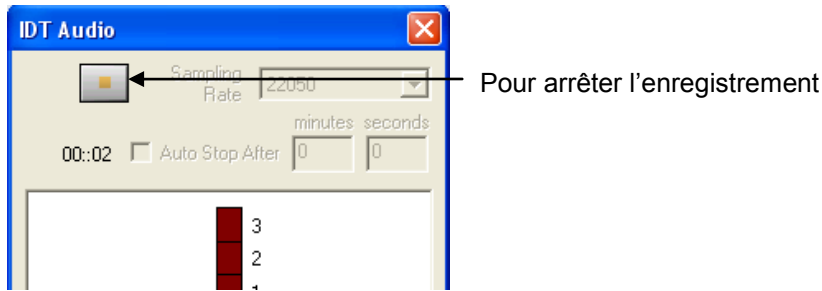 IDT Audio
Sampling Rate 22050
Pour arrêter l'enregistrement
minutes seconds
00::02 Auto Stop After 0 0
3
2
1